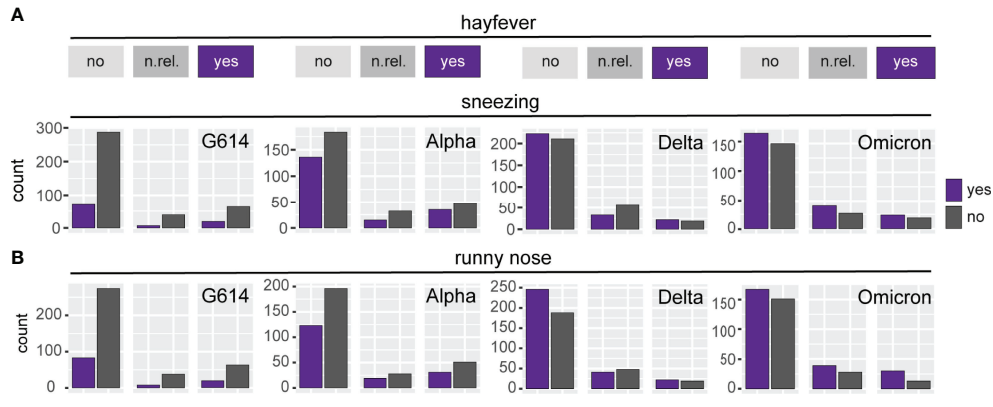 A
hayfever
no n.rel. yes no n.rel. yes no n.rel. yes no n.rel. yes
sneezing
count
300
100
0
G614
150
100
50
0
Alpha
200
150
100
50
0
Delta
150
50
0
Omicron
yes
no
B
runny nose
count
200
100
0
G614
200
150
100
50
0
Alpha
250
200
150
100
50
0
Delta
150
50
0
Omicron